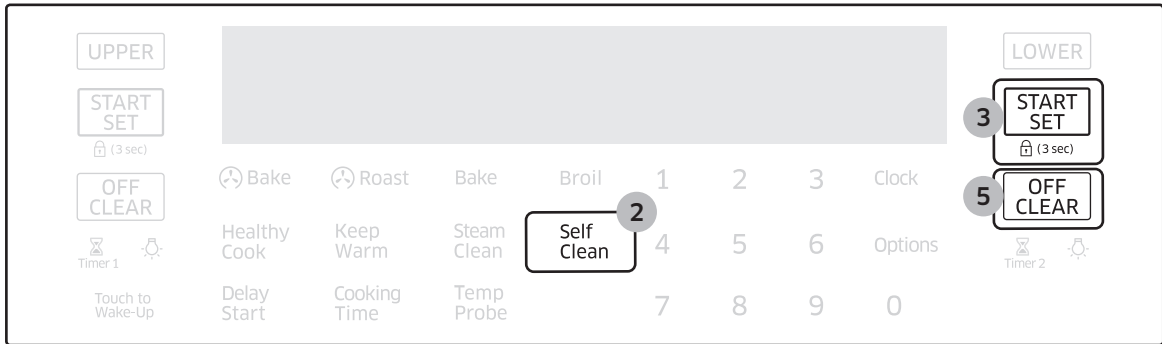 UPPER
START
SET
(3 sec)
OFF
CLEAR
Timer 1
Touch to
Wake-Up
Bake
Roast
Bake
Broil
1
2
3
Clock
Healthy
Cook
Keep
Warm
Steam
Clean
2
Self
Clean
4
5
6
Options
Delay
Start
Cooking
Time
Temp
Probe
7
8
9
0
LOWER
3
START
SET
(3 sec)
5
OFF
CLEAR
Timer 2